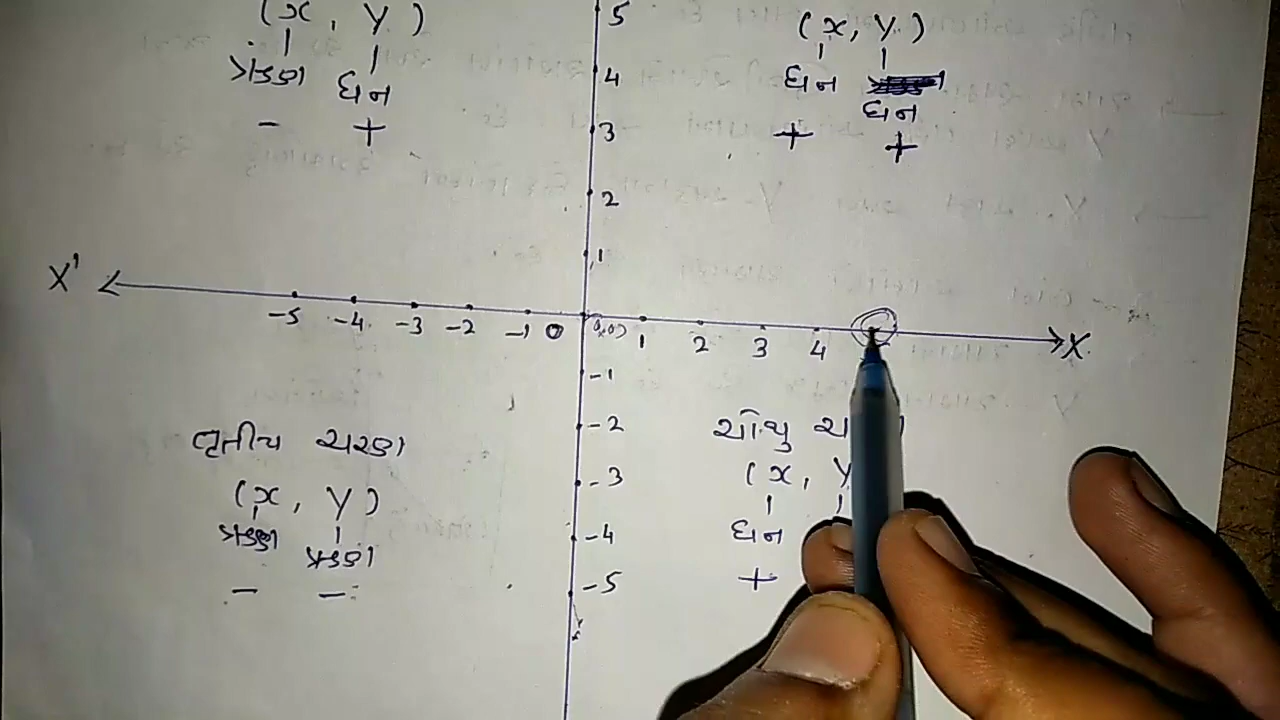 (x, y) 5 (x, y)
ઋણ ધન 4 ધન
ધન
- + 3 + +
2
1
X'
-5 -4 -3 -2 -1 0 (0,0) 1 2 3 4 X
-1
તૃતીય ચરણ -2 ચોથુ
(x, y) -3 (x, y
ઋણ ઋણ -4 ધન
- - -5 +